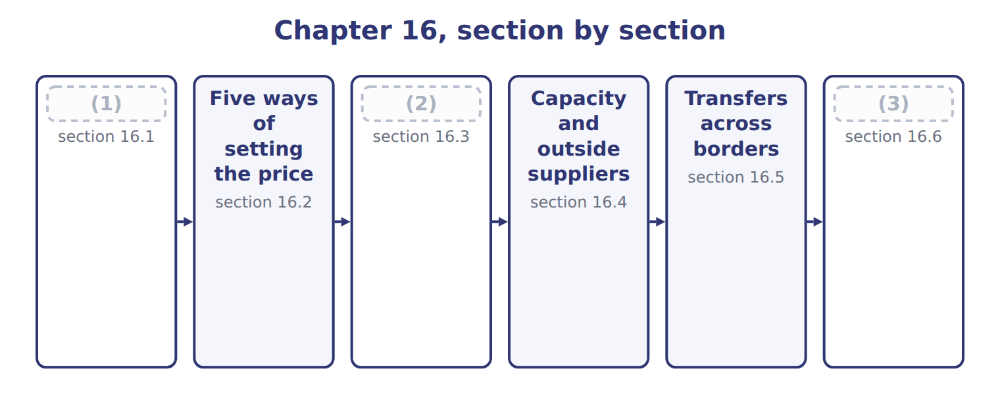 Chapter 16, section by section
(1)
section 16.1
Five ways
of
setting
the price
section 16.2
(2)
section 16.3
Capacity
and
outside
suppliers
section 16.4
Transfers
across
borders
section 16.5
(3)
section 16.6